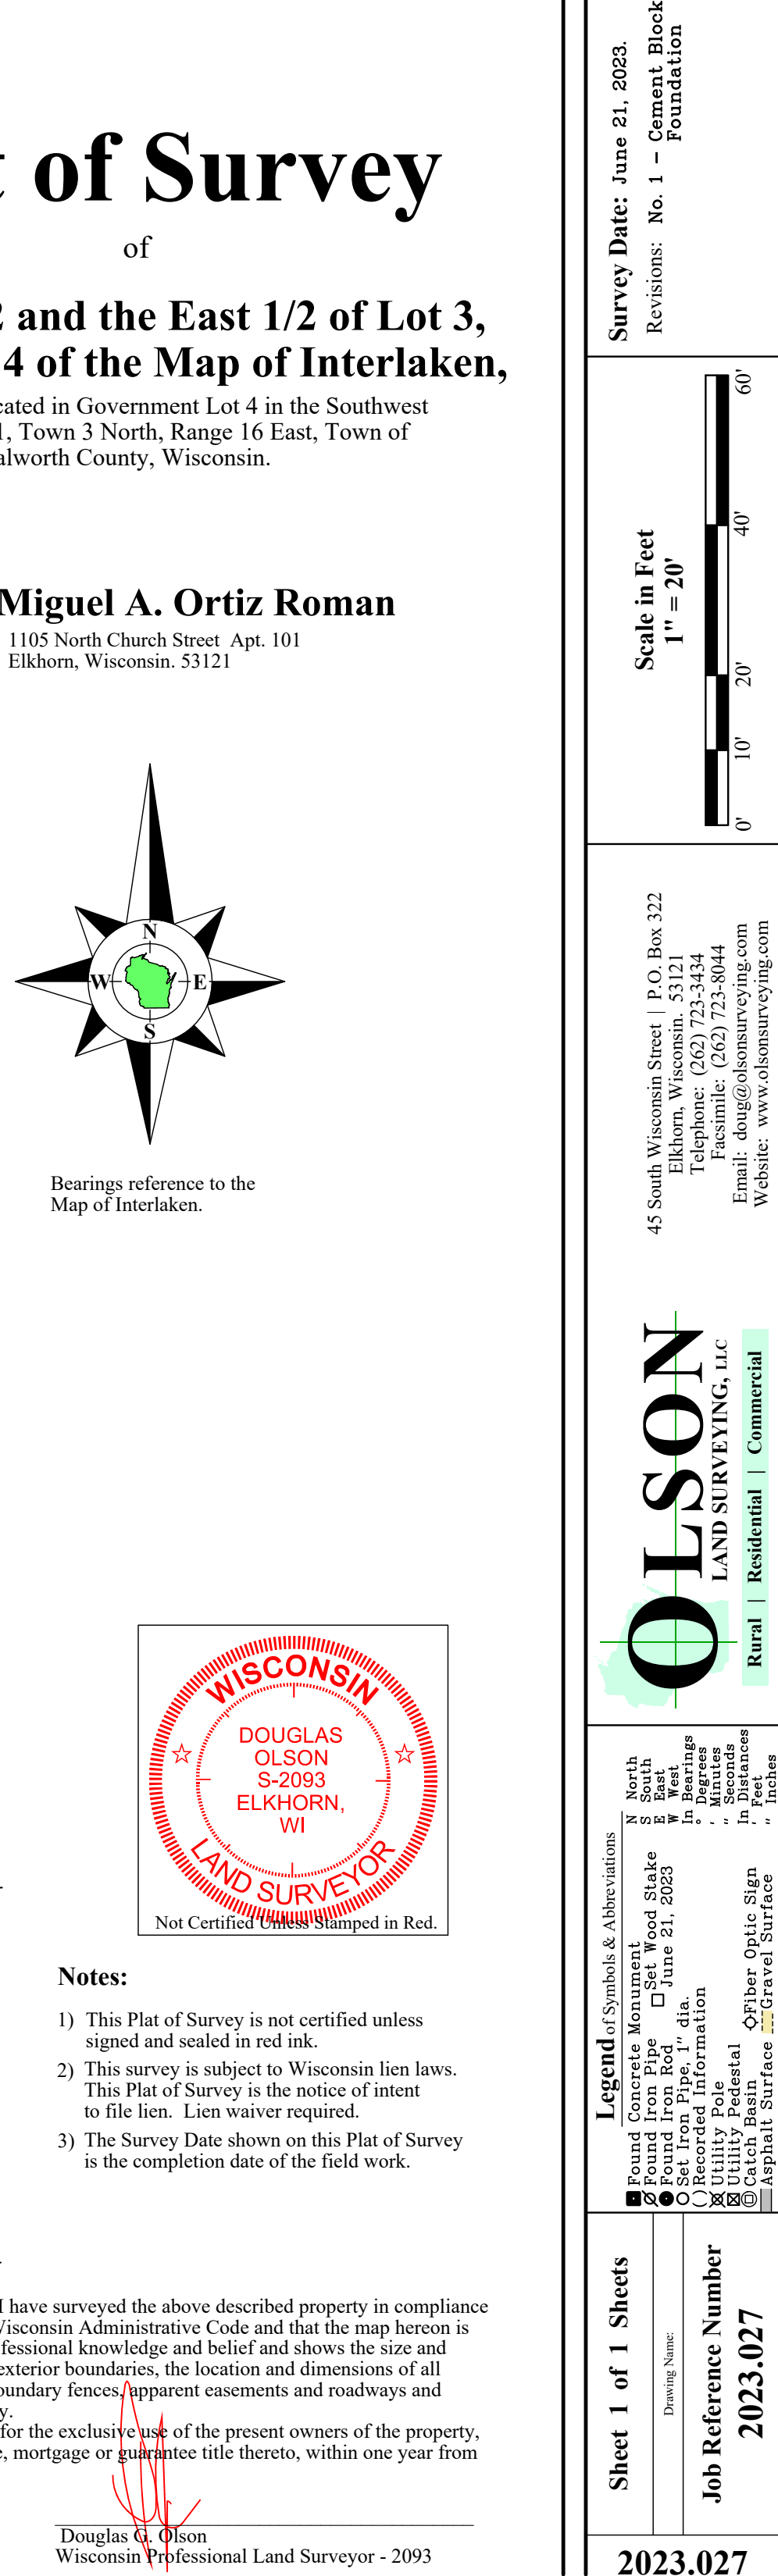 t of Survey
of
2 and the East 1/2 of Lot 3,
4 of the Map of Interlaken,
cated in Government Lot 4 in the Southwest
1, Town 3 North, Range 16 East, Town of
alworth County, Wisconsin.
Miguel A. Ortiz Roman
1105 North Church Street Apt. 101
Elkhorn, Wisconsin. 53121
N
W E
S
Bearings reference to the
Map of Interlaken.
WISCONSIN
DOUGLAS
OLSON
S-2093
ELKHORN,
WI
LAND SURVEYOR
Not Certified Unless Stamped in Red.
Notes:
1) This Plat of Survey is not certified unless
signed and sealed in red ink.
2) This survey is subject to Wisconsin lien laws.
This Plat of Survey is the notice of intent
to file lien. Lien waiver required.
3) The Survey Date shown on this Plat of Survey
is the completion date of the field work.
I have surveyed the above described property in compliance
Wisconsin Administrative Code and that the map hereon is
ofessional knowledge and belief and shows the size and
exterior boundaries, the location and dimensions of all
oundary fences, apparent easements and roadways and
y.
for the exclusive use of the present owners of the property,
e, mortgage or guarantee title thereto, within one year from
Douglas G. Olson
Wisconsin Professional Land Surveyor - 2093
Survey Date: June 21, 2023.
Revisions: No. 1 - Cement Block
Foundation
Scale in Feet
1" = 20'
0' 10' 20' 40' 60'
45 South Wisconsin Street | P.O. Box 322
Elkhorn, Wisconsin. 53121
Telephone: (262) 723-3434
Facsimile: (262) 723-8044
Email: doug@olsonsurveying.com
Website: www.olsonsurveying.com
OLSON
LAND SURVEYING, LLC
Rural | Residential | Commercial
Legend of Symbols & Abbreviations
Found Concrete Monument
Found Iron Pipe
Found Iron Rod
Set Iron Pipe, 1" dia.
( ) Recorded Information
Utility Pole
Utility Pedestal
Catch Basin
Asphalt Surface
Set Wood Stake
June 21, 2023
Fiber Optic Sign
Gravel Surface
N North
S South
E East
W West
In Bearings
° Degrees
' Minutes
" Seconds
In Distances
' Feet
" Inches
Sheet 1 of 1 Sheets
Drawing Name:
Job Reference Number
2023.027
2023.027